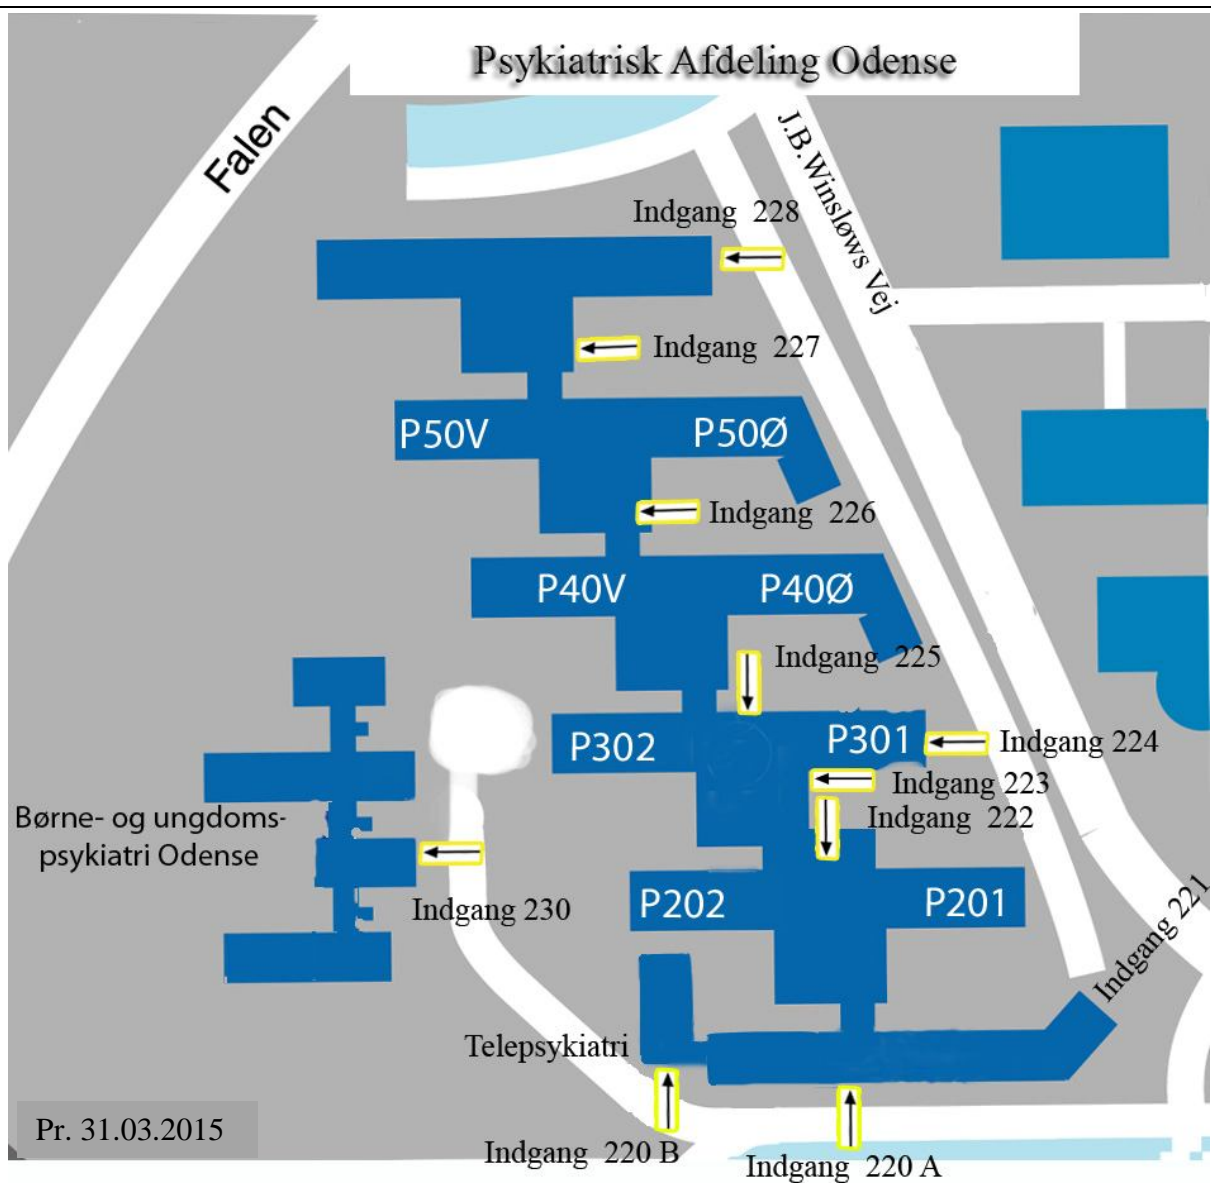 Psykiatrisk Afdeling Odense
Falen
J.B.Winsløws Vej
Indgang 228
Indgang 227
P50V
P50Ø
Indgang 226
P40V
P40Ø
Indgang 225
P302
P301
Indgang 224
Indgang 223
Indgang 222
Børne- og ungdoms-
psykiatri Odense
Indgang 230
P202
P201
Indgang 221
Telepsykiatri
Pr. 31.03.2015
Indgang 220 B
Indgang 220 A